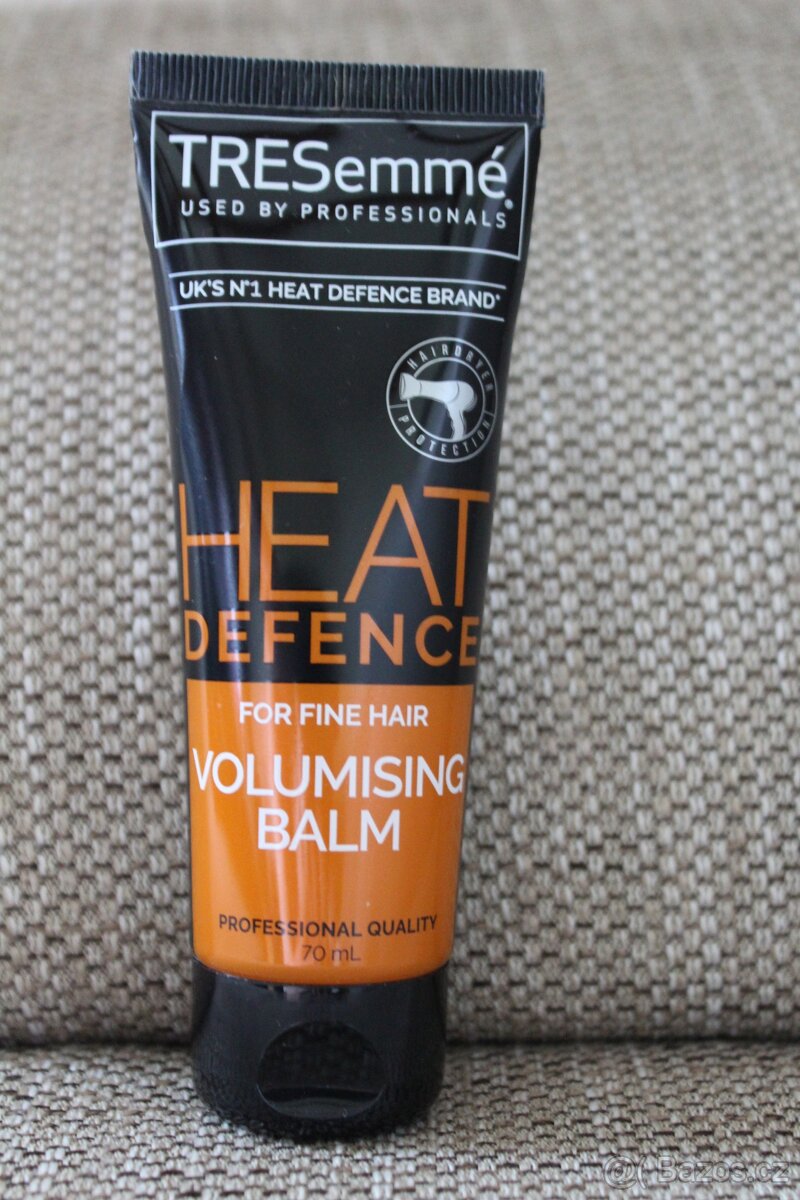 TRESemmé®
USED BY PROFESSIONALS
UK'S N°1 HEAT DEFENCE BRAND*
HAIRDRYER
PROTECTION
HEAT
DEFENCE
FOR FINE HAIR
VOLUMISING
BALM
PROFESSIONAL QUALITY
70 mL
@( Bazos.cz